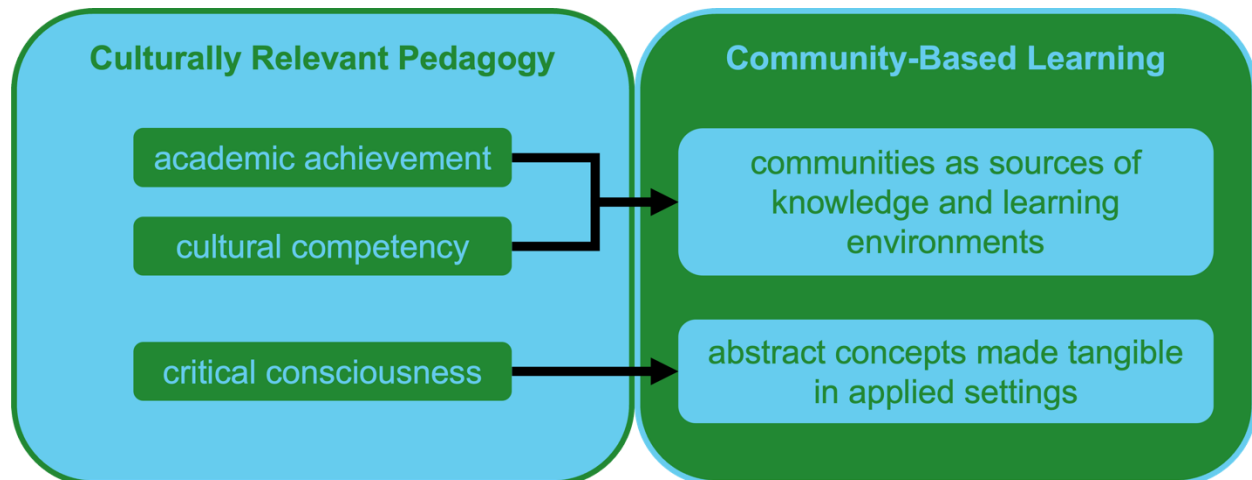 Culturally Relevant Pedagogy
academic achievement
cultural competency
critical consciousness
Community-Based Learning
communities as sources of
knowledge and learning
environments
abstract concepts made tangible
in applied settings